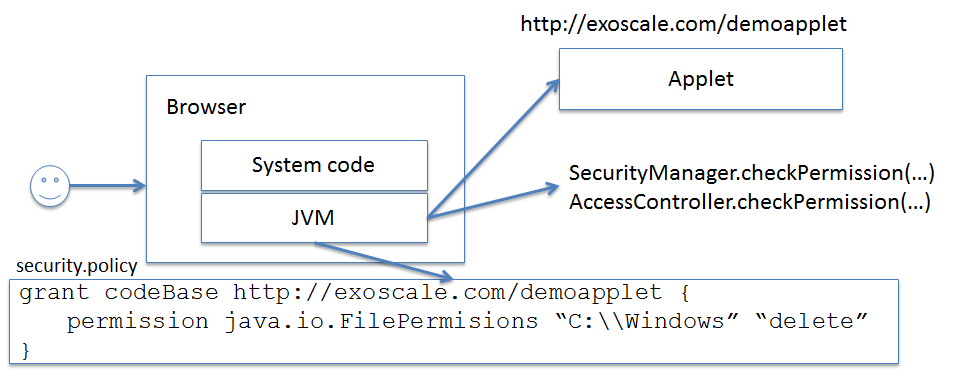 http://exoscale.com/demoapplet
Applet
Browser
System code
JVM
SecurityManager.checkPermission(...)
AccessController.checkPermission(...)
security.policy
grant codeBase http://exoscale.com/demoapplet {
permission java.io.FilePermisions “C:\\Windows” “delete”
}